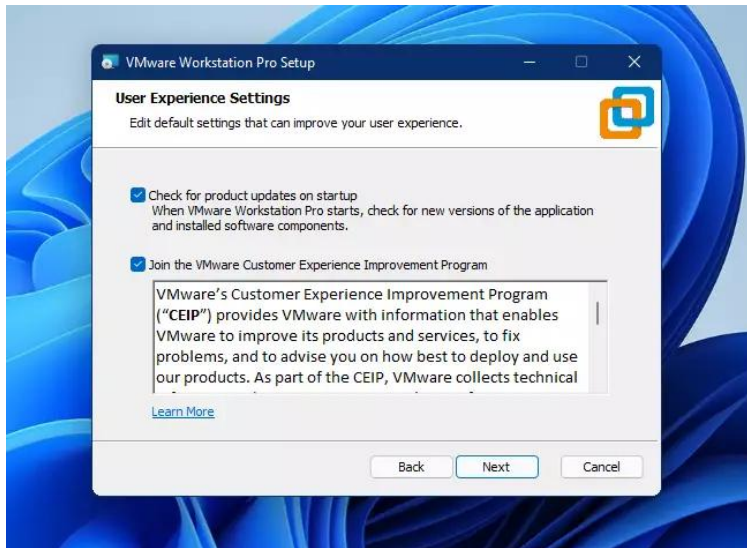 VMware Workstation Pro Setup
User Experience Settings
Edit default settings that can improve your user experience.
Check for product updates on startup
When VMware Workstation Pro starts, check for new versions of the application
and installed software components.
Join the VMware Customer Experience Improvement Program
VMware's Customer Experience Improvement Program
("CEIP") provides VMware with information that enables
VMware to improve its products and services, to fix
problems, and to advise you on how best to deploy and use
our products. As part of the CEIP, VMware collects technical
Learn More
Back Next Cancel